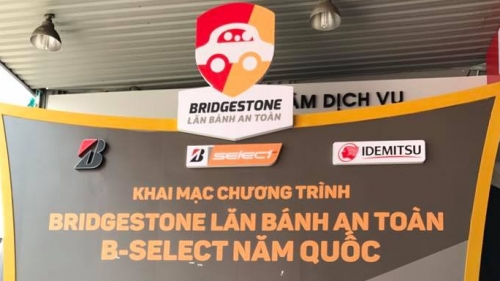 BRIDGESTONE
LĂN BÁNH AN TOÀN
ÂM DỊCH VỤ
B select
IDEMITSU
KHAI MẠC CHƯƠNG TRÌNH
BRIDGESTONE LĂN BÁNH AN TOÀN
B-SELECT NĂM QUỐC